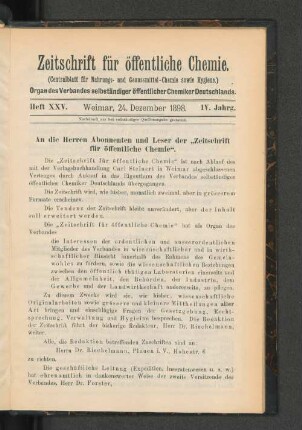 Zeitschrift für öffentliche Chemie.
(Centralblatt für Nahrungs- und Genussmittel-Chemie sowie Hygiene.)
Organ des Verbandes selbständiger öffentlicher Chemiker Deutschlands.
Heft XXV. Weimar, 24. Dezember 1898. IV. Jahrg.
Nachdruck nur bei vollständiger Quellenangabe gestattet.
An die Herren Abonnenten und Leser der „Zeitschrift
für öffentliche Chemie“.
Die „Zeitschrift für öffentliche Chemie“ ist nach Ablauf des
mit der Verlagsbuchhandlung Carl Steinert in Weimar abgeschlossenen
Vertrages durch Ankauf in das Eigentum des Verbandes selbständiger
öffentlicher Chemiker Deutschlands übergegangen.
Die Zeitschrift wird, wie bisher, monatlich zweimal, aber in grösserem
Formate erscheinen.
Die Tendenz der Zeitschrift bleibt unverändert, aber der Inhalt
soll erweitert werden.
Die „Zeitschrift für öffentliche Chemie“ hat als Organ des
Verbandes
die Interessen der ordentlichen und ausserordentlichen
Mitglieder des Verbandes in wissenschaftlicher und in wirt-
schaftlicher Hinsicht innerhalb des Rahmens des Gemein-
wohles zu fördern, sowie die wissenschaftlichen Beziehungen
zwischen den öffentlich thätigen Laboratorien einerseits und
der Allgemeinheit, den Behörden, der Industrie, dem
Gewerbe und der Landwirtschaft andererseits, zu pflegen.
Zu diesem Zwecke wird sie, wie bisher, wissenschaftliche
Originalarbeiten sowie grössere und kleinere Mitteilungen aller
Art bringen und einschlägige Fragen der Gesetzgebung, Recht-
sprechung, Verwaltung und Hygiene besprechen. Die Redaktion
der Zeitschrift führt der bisherige Redakteur, Herr Dr. Riechelmann,
weiter.
Alle, die Redaktion betreffenden Zuschriften sind an:
Herrn Dr. Riechelmann, Plauen i. V., Hohestr. 6
zu richten.
Die geschäftliche Leitung (Expedition, Inseratenwesen u. s. w.)
hat ehrenamtlich in dankenswerter Weise der zweite Vorsitzende des
Verbandes, Herr Dr. Forster,